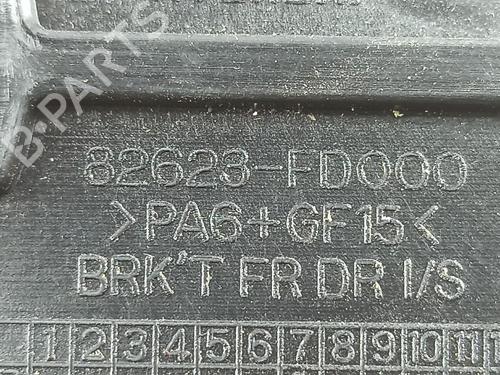 82623-FD000
>PA6+GF15<
BRK'T FR DR I/S
1 2 3 4 5 6 7 8 9 10 11
B-PARTS